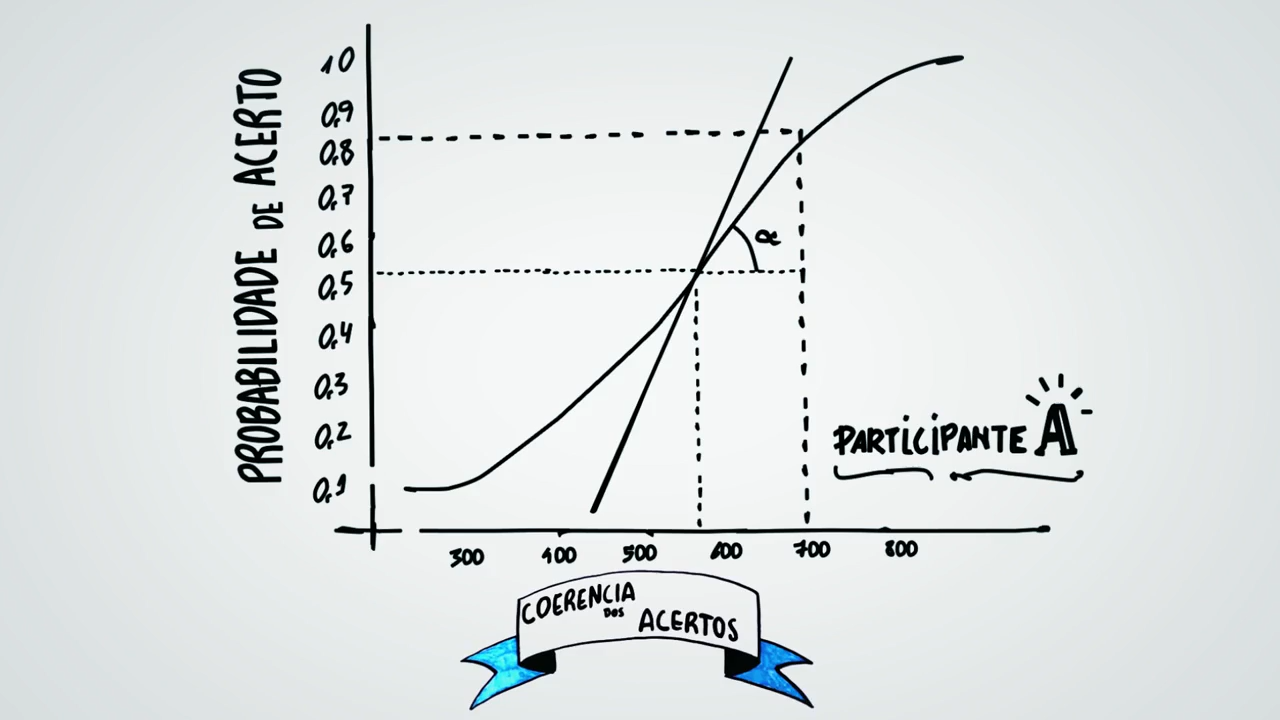 PROBABILIDADE DE ACERTO
1 0
0,9
0,8
0,7
0,6
0,5
0,4
0,3
0,2
0,1
α
PARTICIPANTE A
300 400 500 600 700 800
COERENCIA DOS ACERTOS